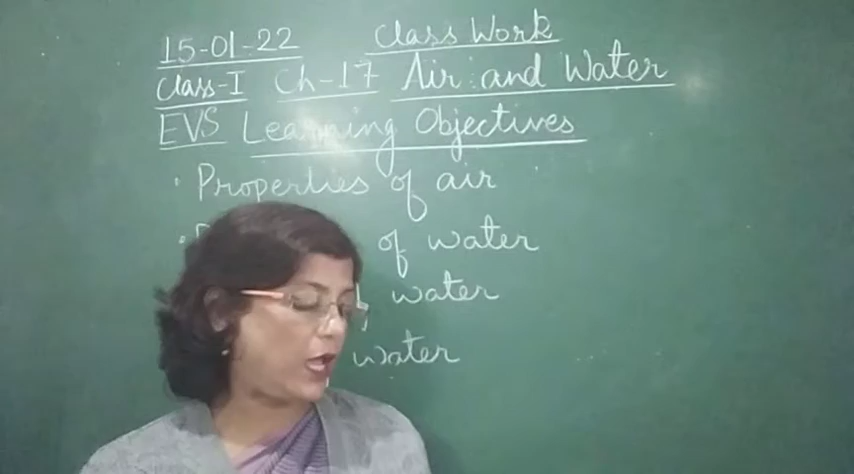 15-01-22 Class Work
Class-I Ch-17 Air and Water
EVS Learning Objectives
· Properties of air
· of water
water
water